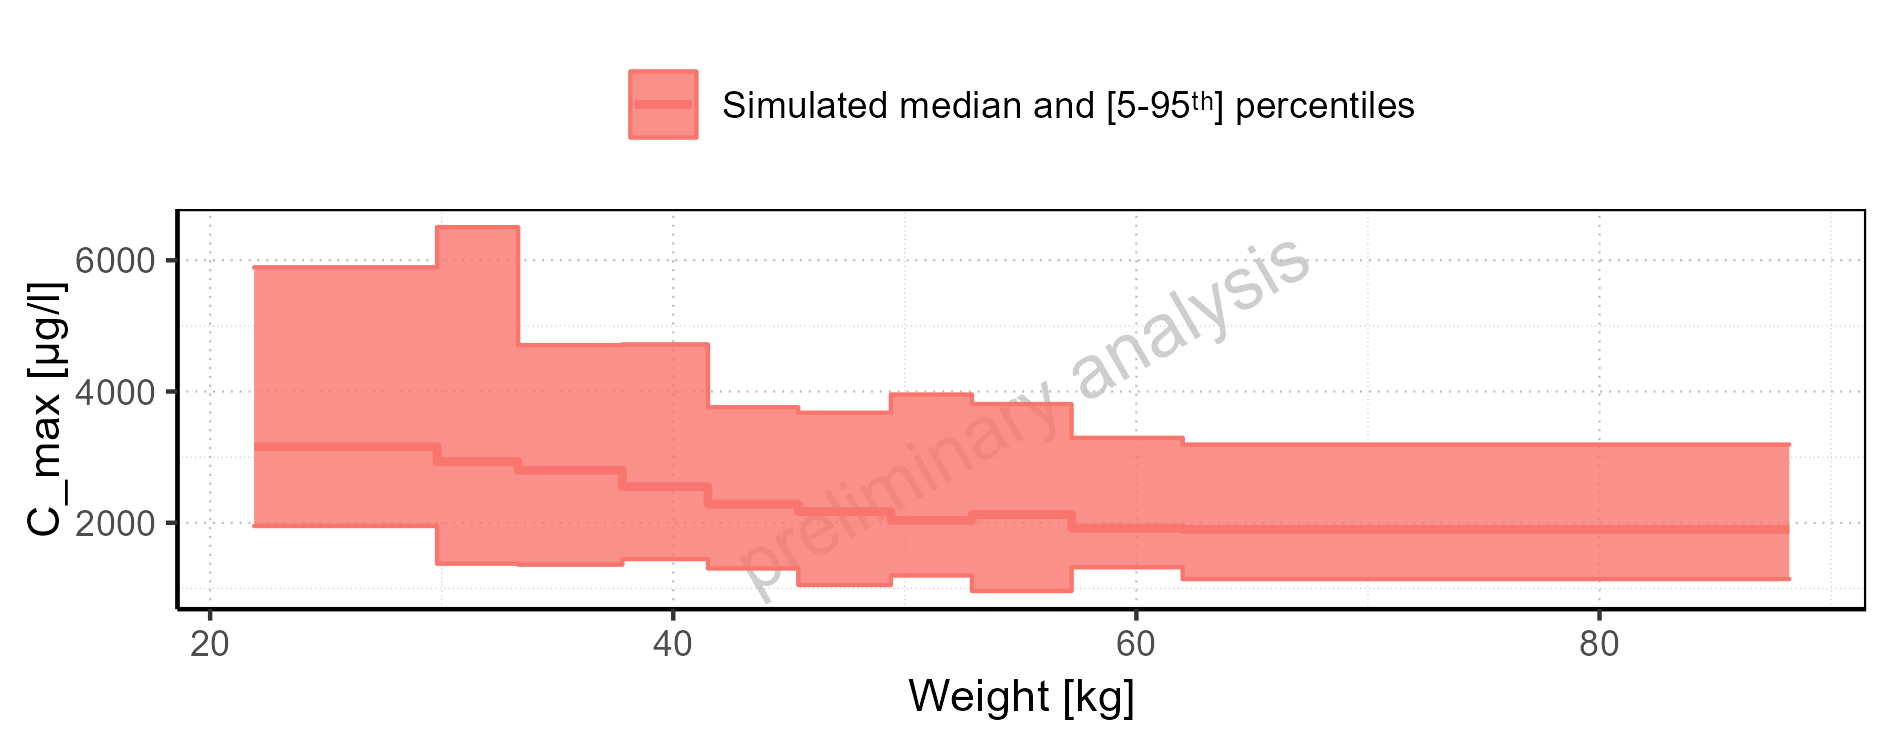 Simulated median and [5-95ᵗʰ] percentiles
C_max [µg/l]
6000
4000
2000
preliminary analysis
20 40 60 80
Weight [kg]